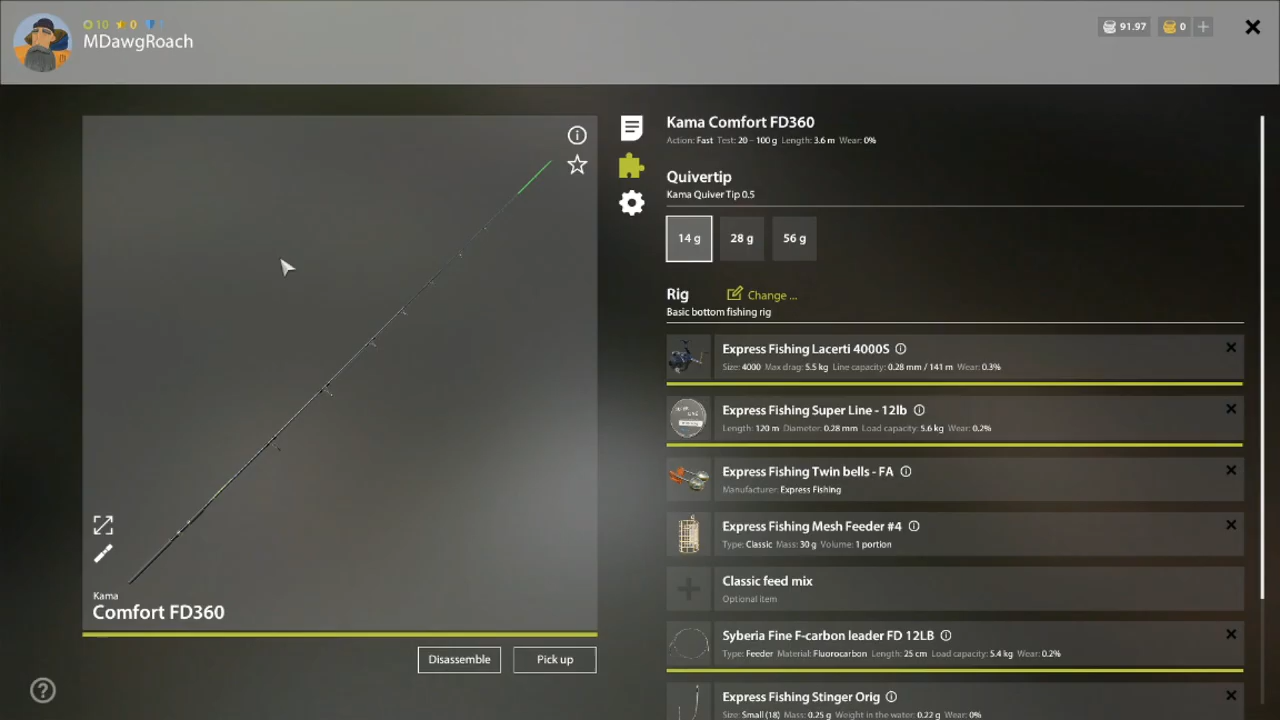 10 0
MDawgRoach
91.97 0
Kama
Comfort FD360
Disassemble Pick up
Kama Comfort FD360
Action: Fast Test: 20 - 100 g Length: 3.6 m Wear: 0%
Quivertip
Kama Quiver Tip 0.5
14 g 28 g 56 g
Rig Change ...
Basic bottom fishing rig
Express Fishing Lacerti 4000S
Size: 4000 Max drag: 5.5 kg Line capacity: 0.28 mm / 141 m Wear: 0.3%
Express Fishing Super Line - 12lb
Length: 120 m Diameter: 0.28 mm Load capacity: 5.6 kg Wear: 0.2%
Express Fishing Twin bells - FA
Manufacturer: Express Fishing
Express Fishing Mesh Feeder #4
Type: Classic Mass: 30 g Volume: 1 portion
Classic feed mix
Optional item
Syberia Fine F-carbon leader FD 12LB
Type: Feeder Material: Fluorocarbon Length: 25 cm Load capacity: 5.4 kg Wear: 0.2%
Express Fishing Stinger Orig
Size: Small (18) Mass: 0.25 g Weight in the water: 0.22 g Wear: 0%